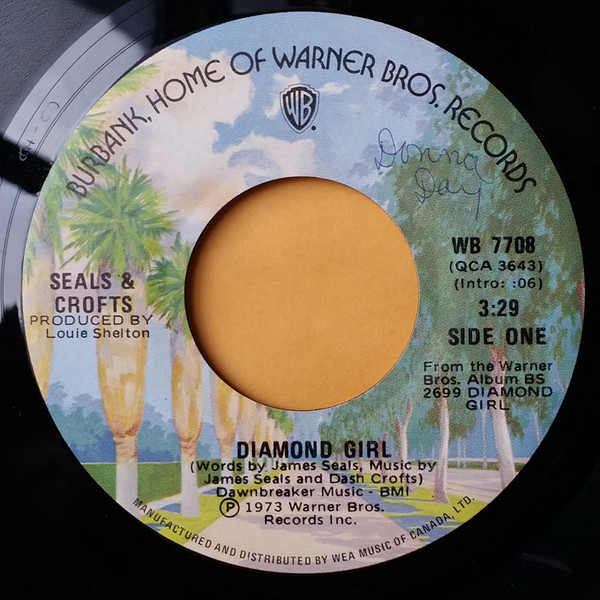 BURBANK, HOME OF WARNER BROS. RECORDS
WB.
Donna
Day
WB 7708
(QCA 3643)
(Intro: :06)
3:29
SIDE ONE
SEALS &
CROFTS
PRODUCED BY
Louie Shelton
From the Warner
Bros. Album BS
2699 DIAMOND
GIRL
DIAMOND GIRL
(Words by James Seals, Music by
James Seals and Dash Crofts)
Dawnbreaker Music - BMI
Ⓟ 1973 Warner Bros.
Records Inc.
MANUFACTURED AND DISTRIBUTED BY WEA MUSIC OF CANADA, LTD.